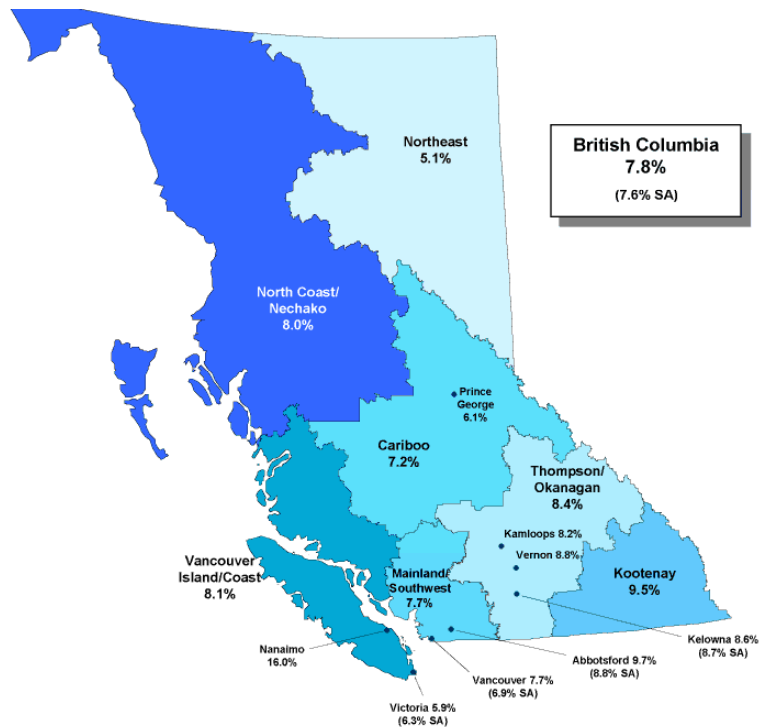 Northeast
5.1%
British Columbia
7.8%
(7.6% SA)
North Coast/
Nechako
8.0%
Prince
George
6.1%
Cariboo
7.2%
Thompson/
Okanagan
8.4%
Kamloops 8.2%
Vernon 8.8%
Vancouver
Island/Coast
8.1%
Mainland/
Southwest
7.7%
Kootenay
9.5%
Nanaimo
16.0%
Kelowna 8.6%
(8.7% SA)
Abbotsford 9.7%
(8.8% SA)
Vancouver 7.7%
(6.9% SA)
Victoria 5.9%
(6.3% SA)